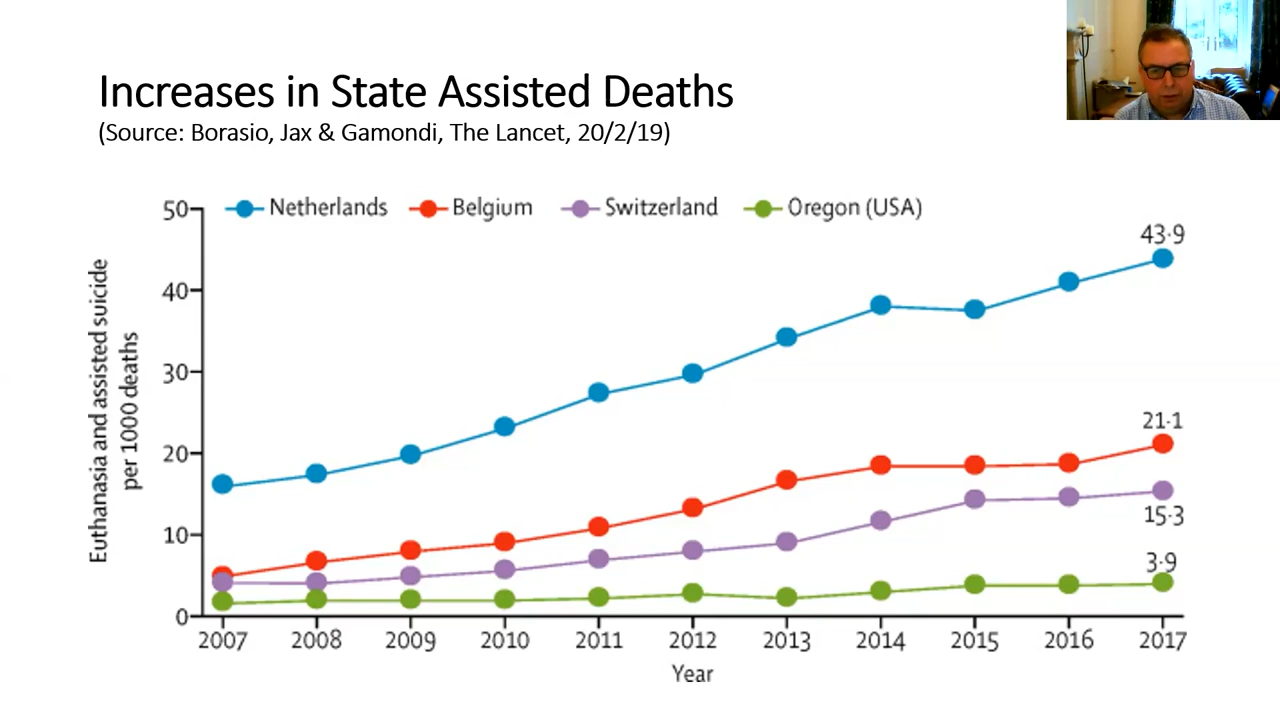 Increases in State Assisted Deaths
(Source: Borasio, Jax & Gamondi, The Lancet, 20/2/19)
Netherlands Belgium Switzerland Oregon (USA)
Euthanasia and assisted suicide
per 1000 deaths
50
40
30
20
10
0
43·9
21·1
15·3
3·9
2007 2008 2009 2010 2011 2012 2013 2014 2015 2016 2017
Year